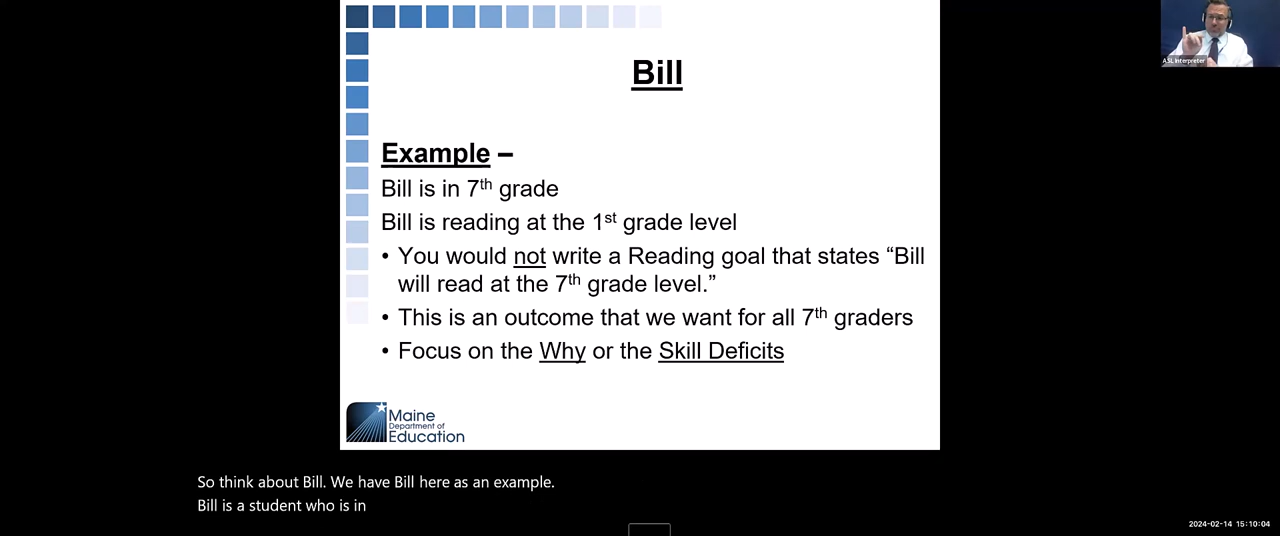 Bill
Example –
Bill is in 7th grade
Bill is reading at the 1st grade level
• You would not write a Reading goal that states “Bill
will read at the 7th grade level.”
• This is an outcome that we want for all 7th graders
• Focus on the Why or the Skill Deficits
Maine
Department of
Education
ASL Interpreter
So think about Bill. We have Bill here as an example.
Bill is a student who is in
2024-02-14 15:10:04